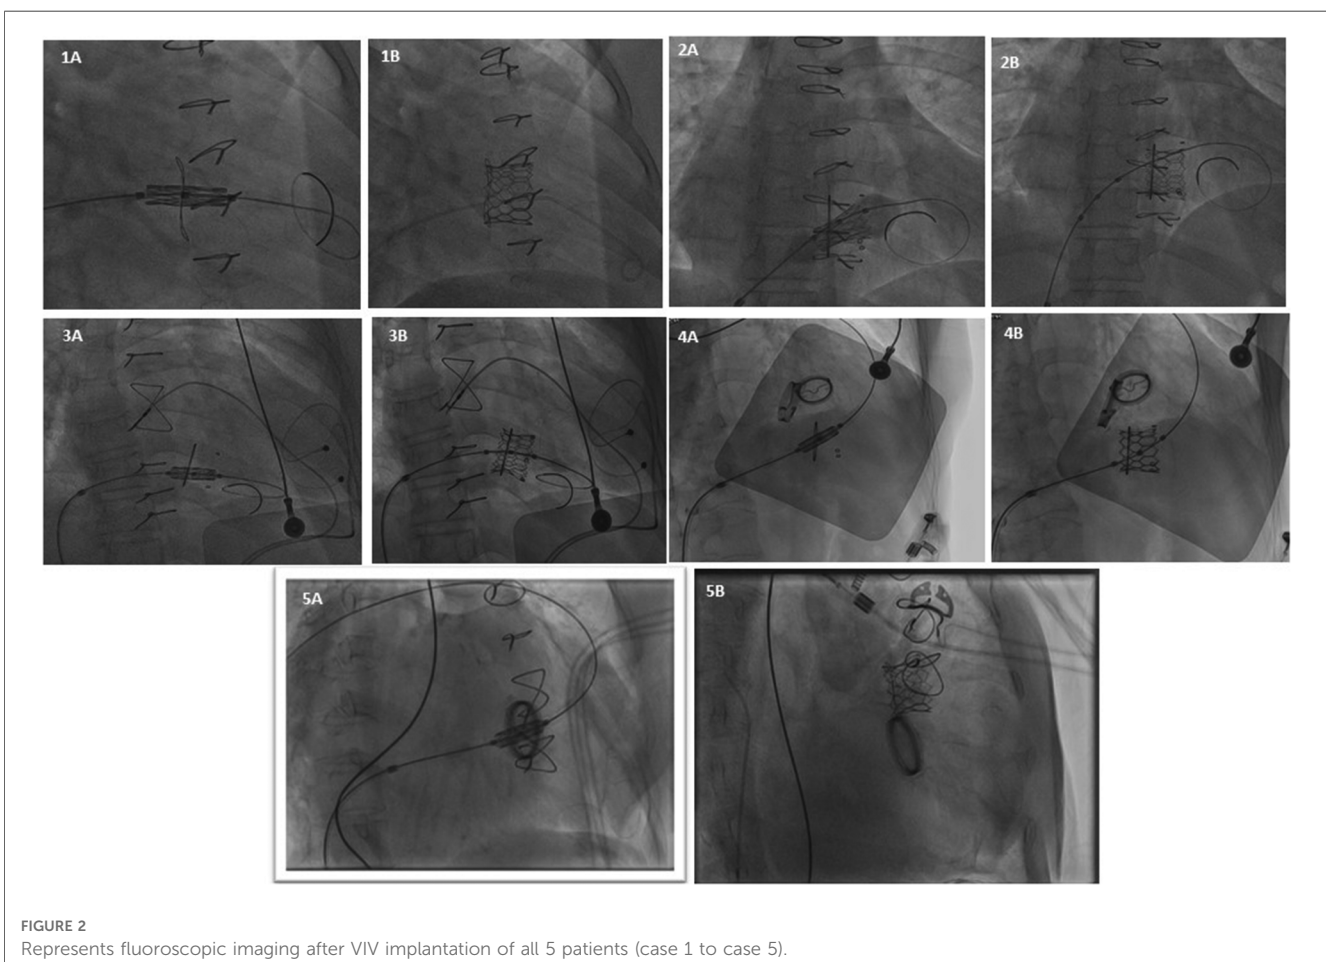 1A
1B
2A
2B
3A
3B
4A
4B
5A
5B
FIGURE 2
Represents fluoroscopic imaging after VIV implantation of all 5 patients (case 1 to case 5).